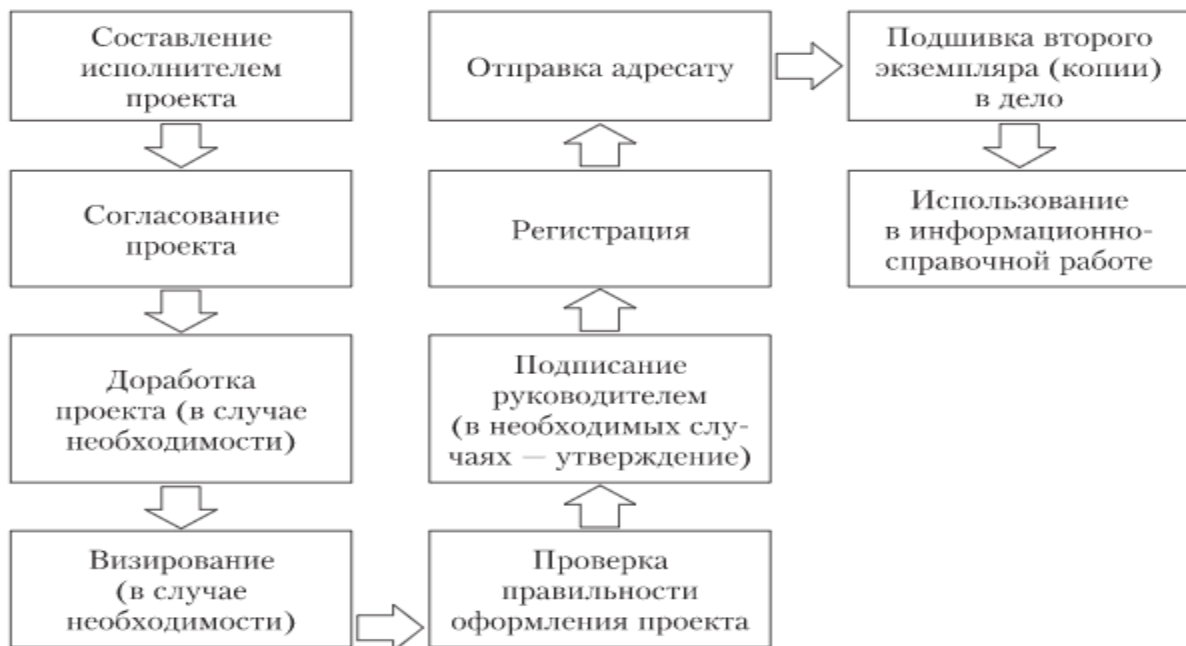 Составление
исполнителем
проекта
Согласование
проекта
Доработка
проекта (в случае
необходимости)
Визирование
(в случае
необходимости)
Проверка
правильности
оформления проекта
Подписание
руководителем
(в необходимых слу-
чаях — утверждение)
Регистрация
Отправка адресату
Подшивка второго
экземпляра (копии)
в дело
Использование
в информационно-
справочной работе